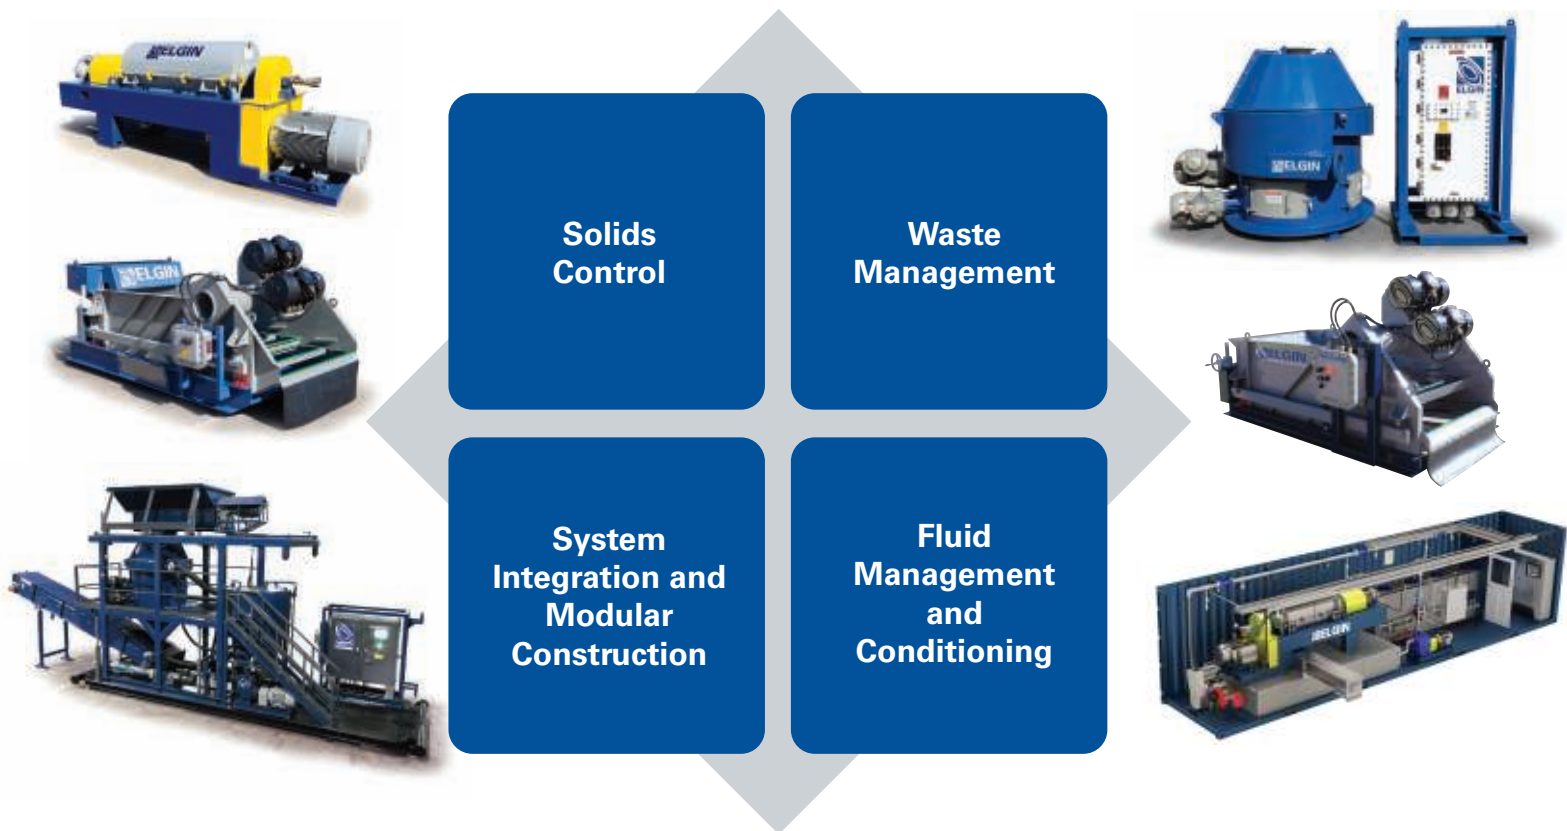 ELGIN
ELGIN
Solids
Control
Waste
Management
ELGIN
ELGIN
ELGIN
System
Integration and
Modular
Construction
Fluid
Management
and
Conditioning
ELGIN